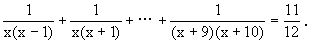 1/(x(x−1)) + 1/(x(x+1)) + ⋯ + 1/((x+9)(x+10)) = 11/12 .